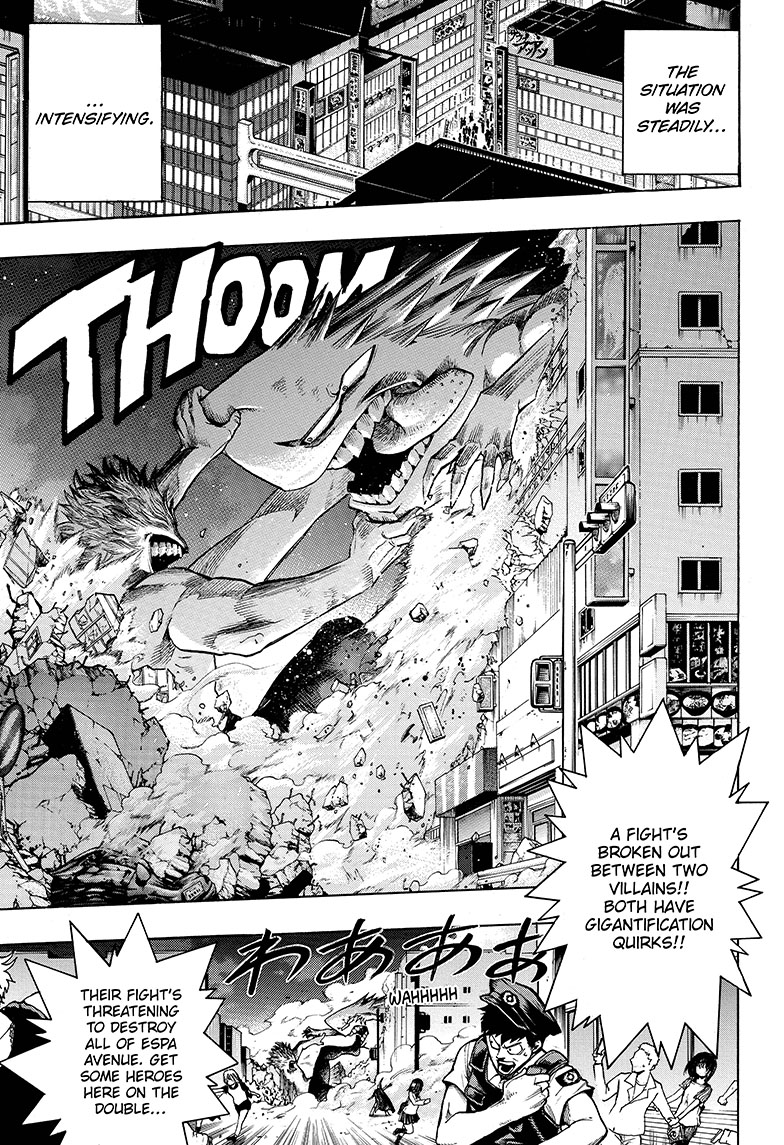 THE
SITUATION
WAS
STEADILY...
...
INTENSIFYING.
THOOM
A FIGHT'S
BROKEN OUT
BETWEEN TWO
VILLAINS!!
BOTH HAVE
GIGANTIFICATION
QUIRKS!!
わあああ
WAHHHHH
THEIR FIGHT'S
THREATENING
TO DESTROY
ALL OF ESPA
AVENUE. GET
SOME HEROES
HERE ON THE
DOUBLE...